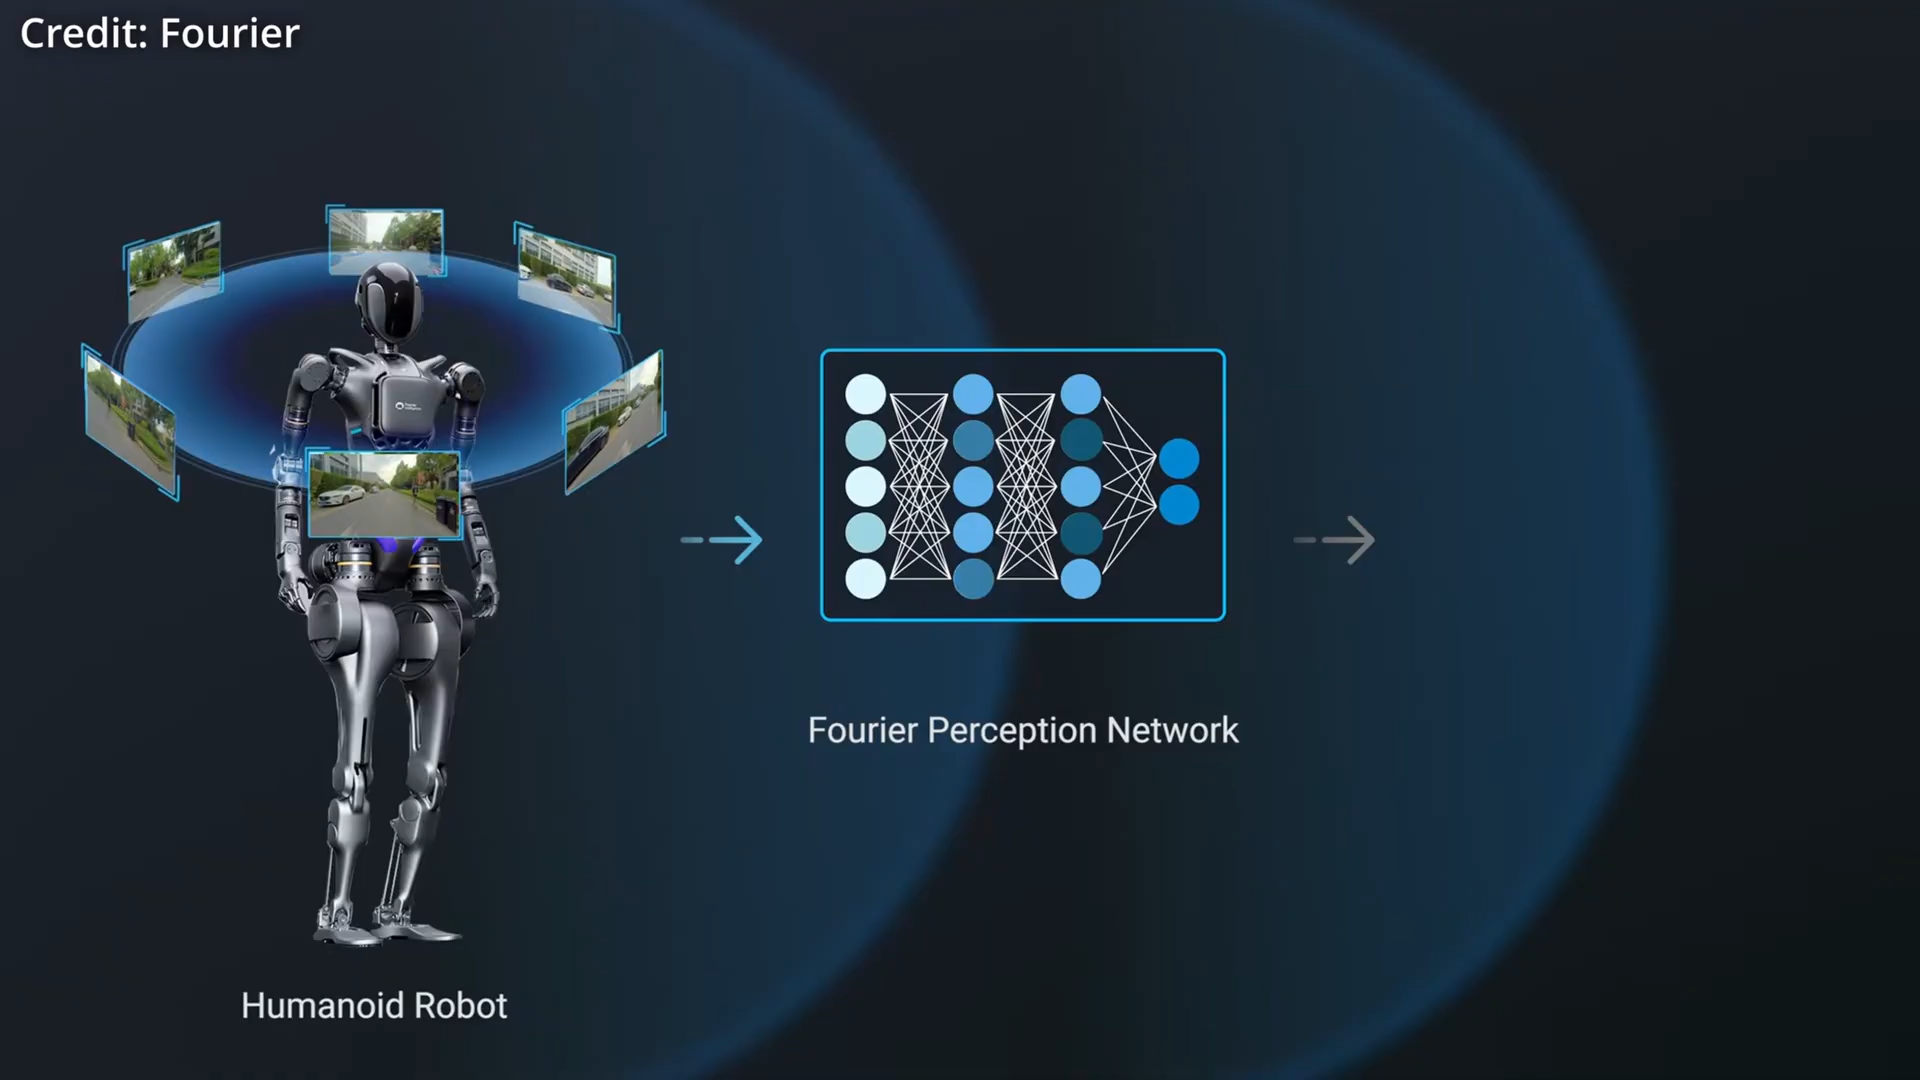 Credit: Fourier
Fourier Perception Network
Humanoid Robot